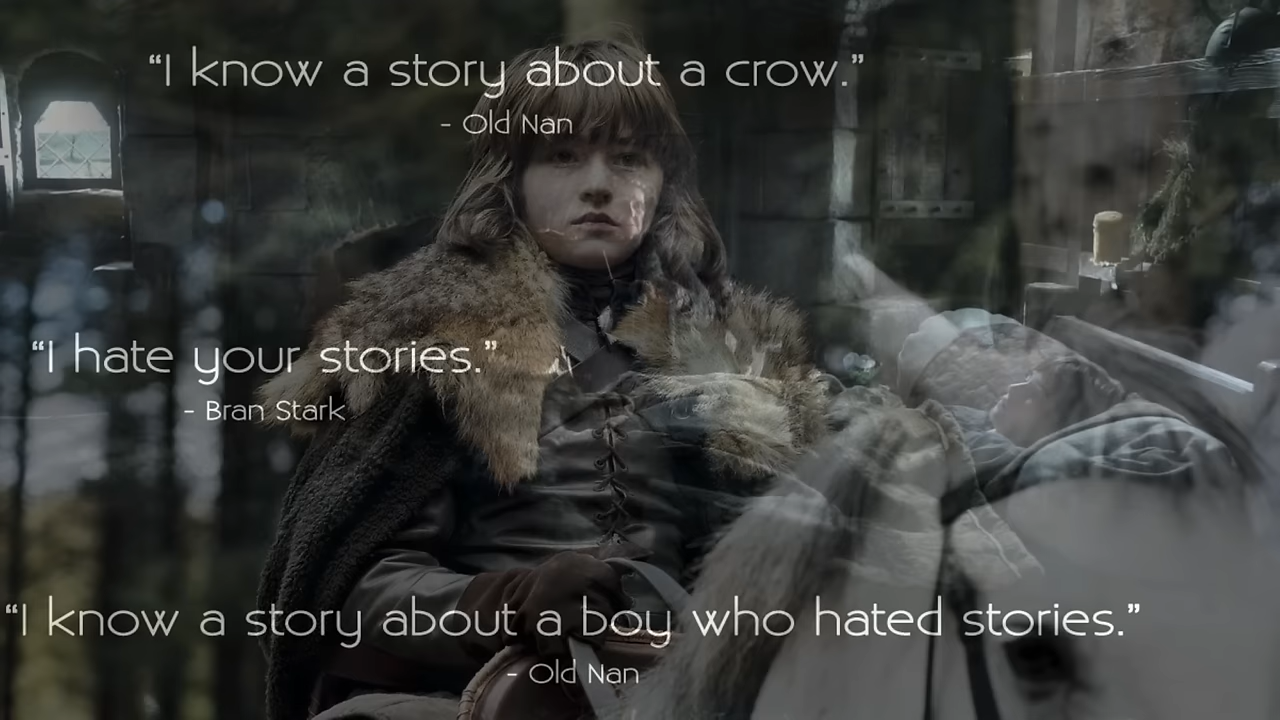 “I know a story about a crow.”
- Old Nan
“I hate your stories.”
- Bran Stark
“I know a story about a boy who hated stories.”
- Old Nan